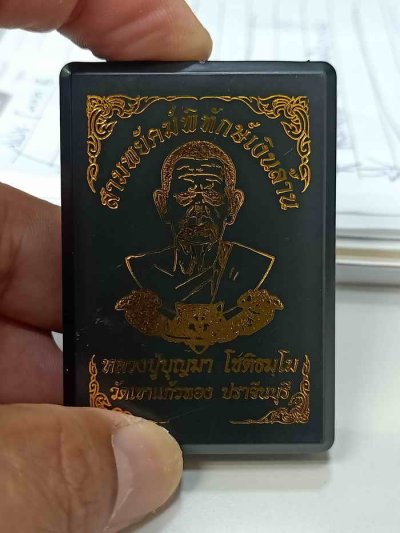 สามพยัคฆ์พิทักษ์เงินล้าน
หลวงปู่บุญมา โชติธมฺโม
วัดเขาแก้วทอง ปราจีนบุรี